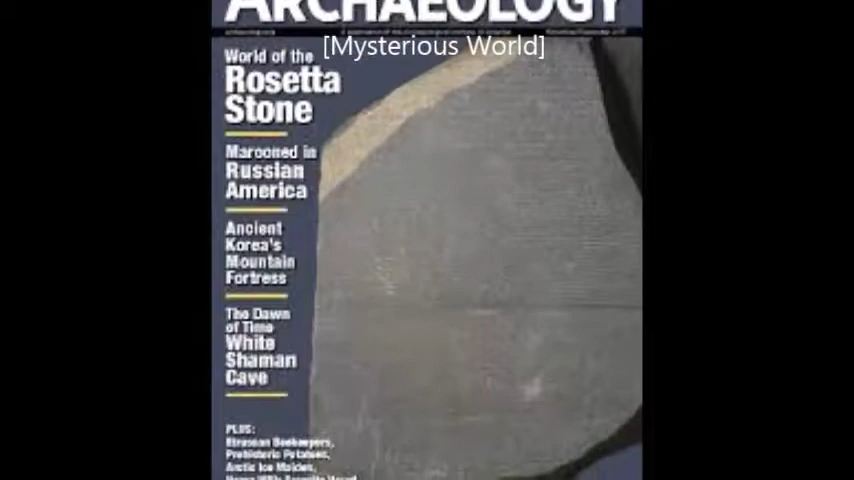 ARCHAEOLOGY
[Mysterious World]
World of the
Rosetta
Stone
Marooned in
Russian
America
Ancient
Korea's
Mountain
Fortress
The Dawn
of Time
White
Shaman
Cave
PLUS:
Etruscan Beekeepers,
Prehistoric Potatoes,
Arctic Ice Maiden,